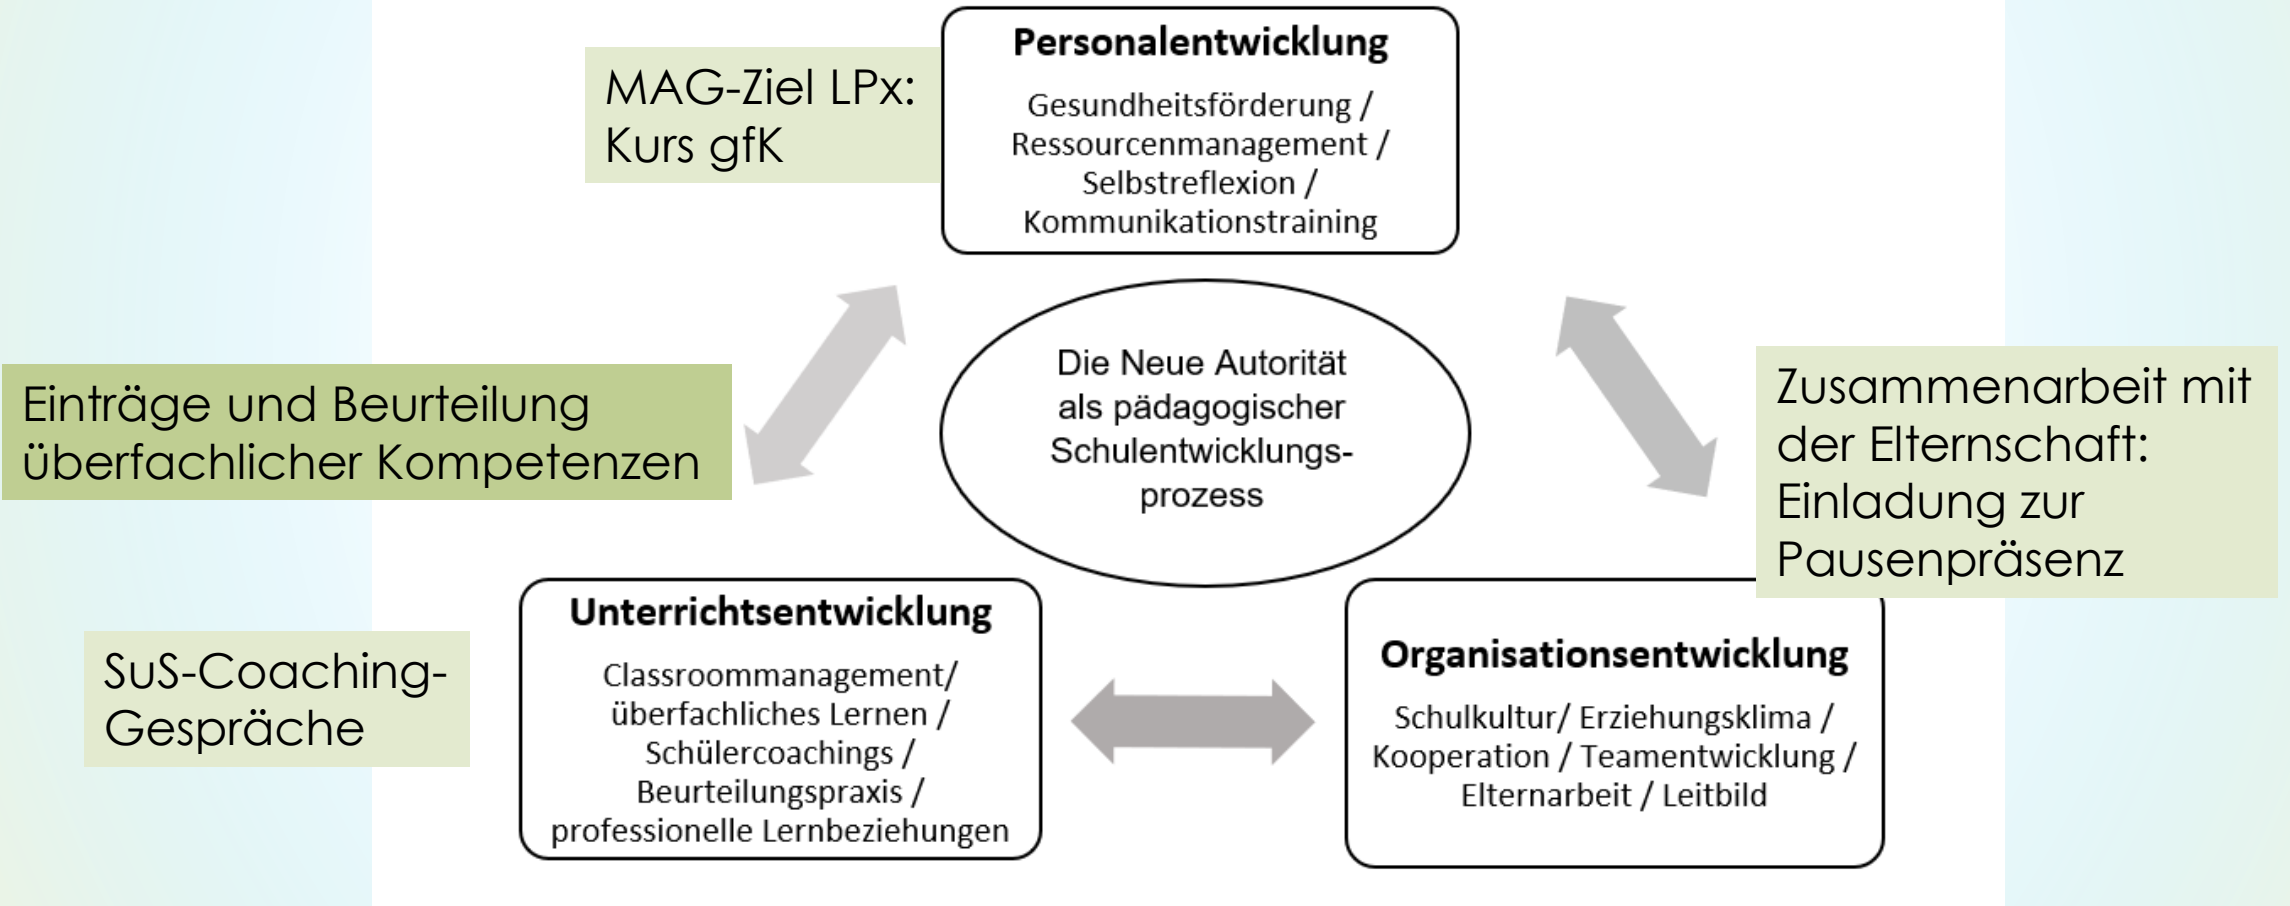 Personalentwicklung
Gesundheitsförderung /
Ressourcenmanagement /
Selbstreflexion /
Kommunikationstraining
MAG-Ziel LPx:
Kurs gfK
Die Neue Autorität
als pädagogischer
Schulentwicklungs-
prozess
Einträge und Beurteilung
überfachlicher Kompetenzen
Zusammenarbeit mit
der Elternschaft:
Einladung zur
Pausenpräsenz
SuS-Coaching-
Gespräche
Unterrichtsentwicklung
Classroommanagement/
überfachliches Lernen /
Schülercoachings /
Beurteilungspraxis /
professionelle Lernbeziehungen
Organisationsentwicklung
Schulkultur/ Erziehungsklima /
Kooperation / Teamentwicklung /
Elternarbeit / Leitbild